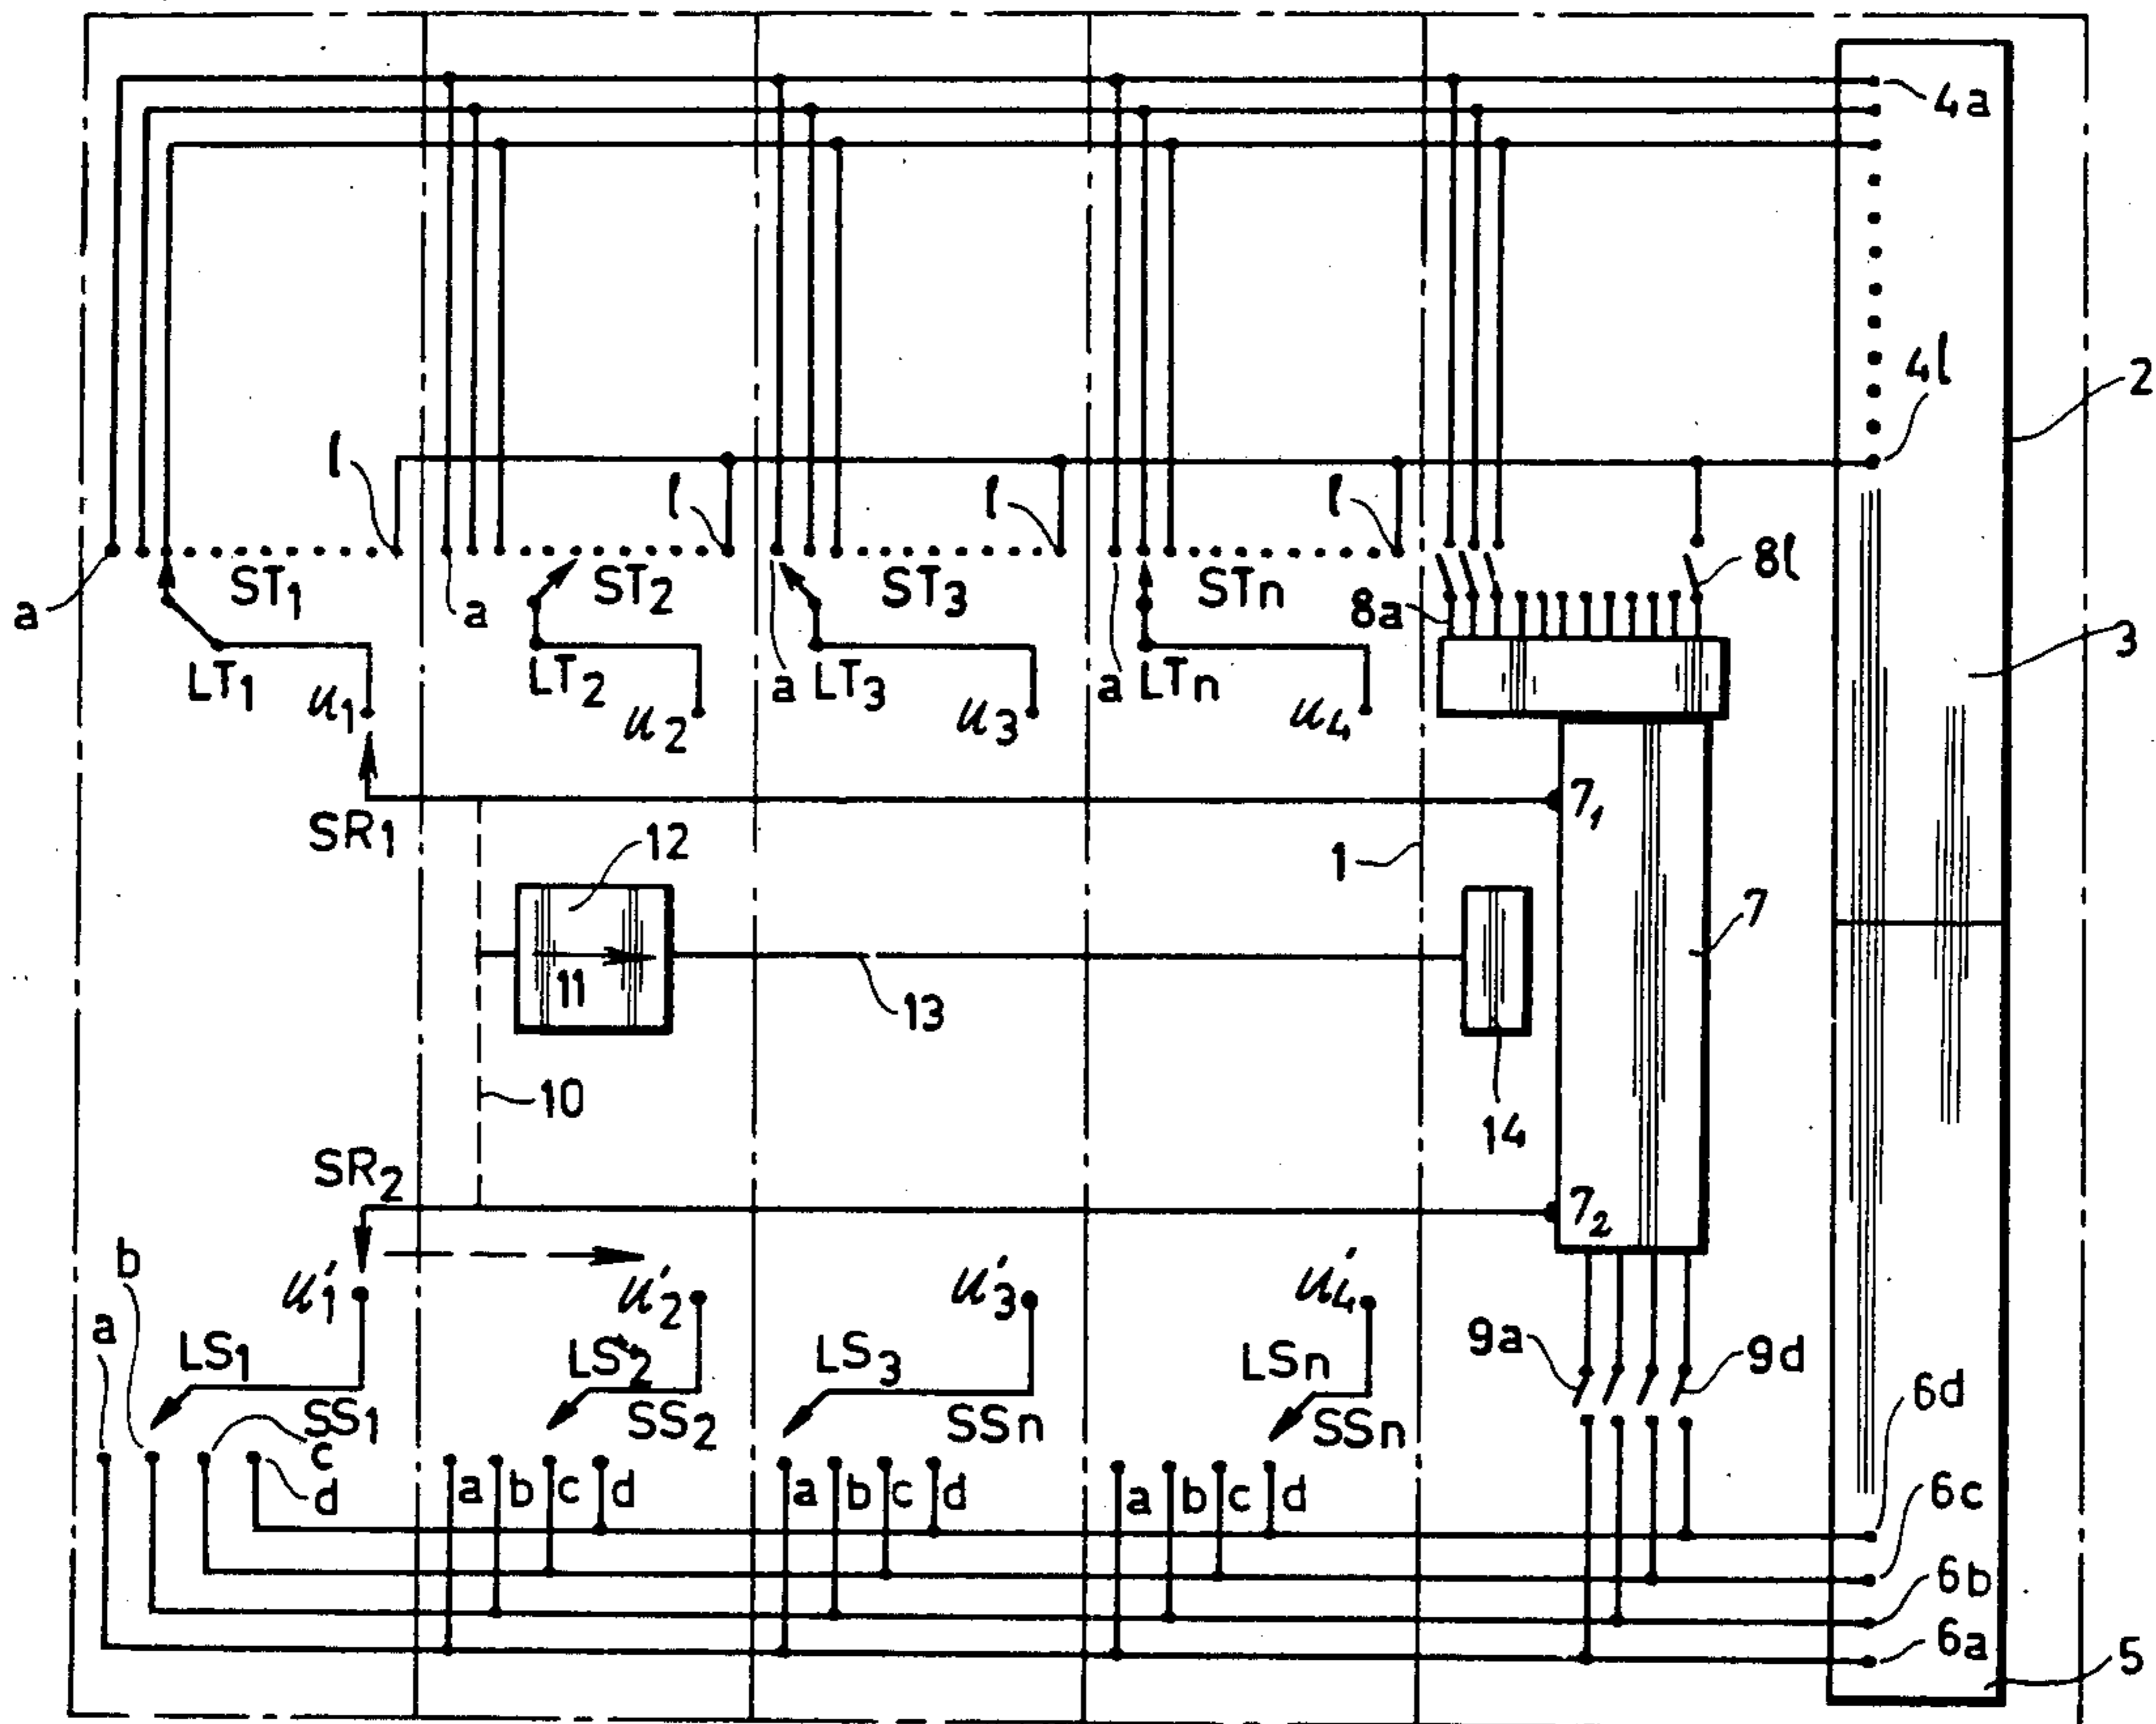 4a
4l
2
l l l l
a ST1 a ST2 a ST3 a STn 8a 8l
3
LT1 LT2 LT3 LTn
u1 u2 u3 u4
SR1 71
12 1
7
11
13
10
14
SR2 72
b u'1 u'2 u'3 u'4
a LS1 LS2 LS3 LSn 9a 9d
6d
SS1 SS2 SSn SSn
c
d a b c d a b c d a b c d
6c
6b
6a
5